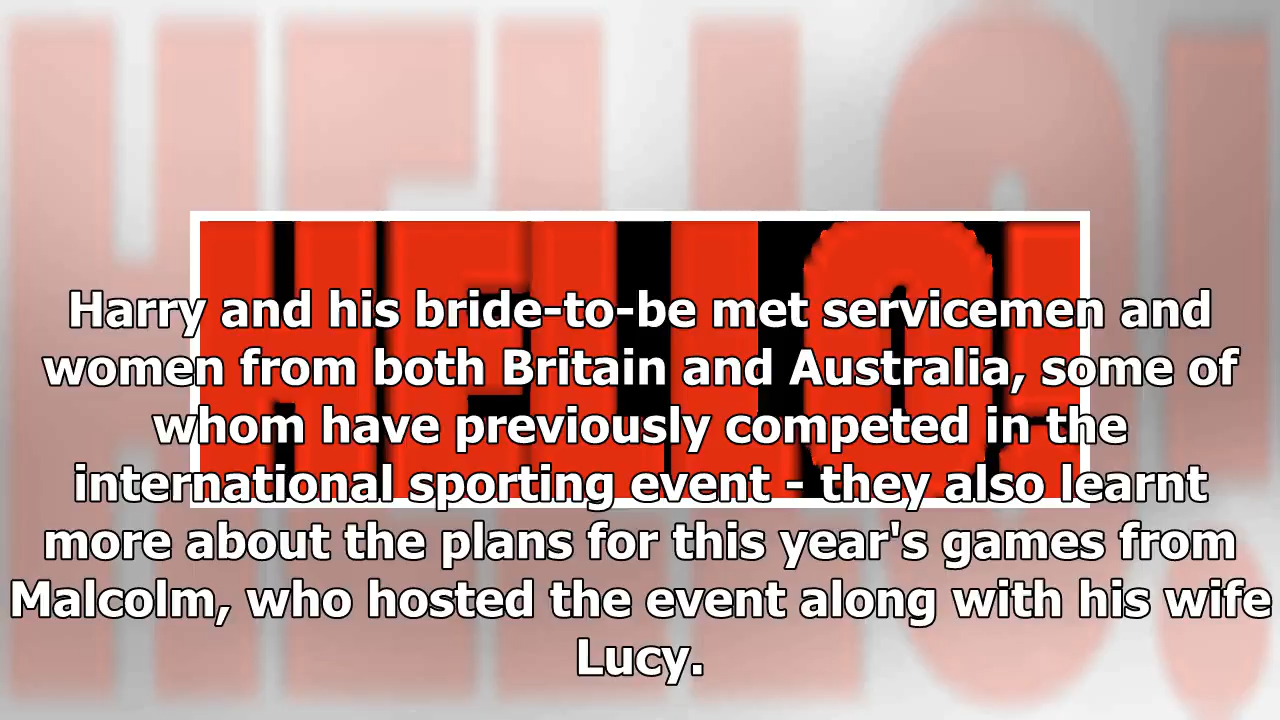 HELLO!
Harry and his bride-to-be met servicemen and
women from both Britain and Australia, some of
whom have previously competed in the
international sporting event - they also learnt
more about the plans for this year's games from
Malcolm, who hosted the event along with his wife
Lucy.